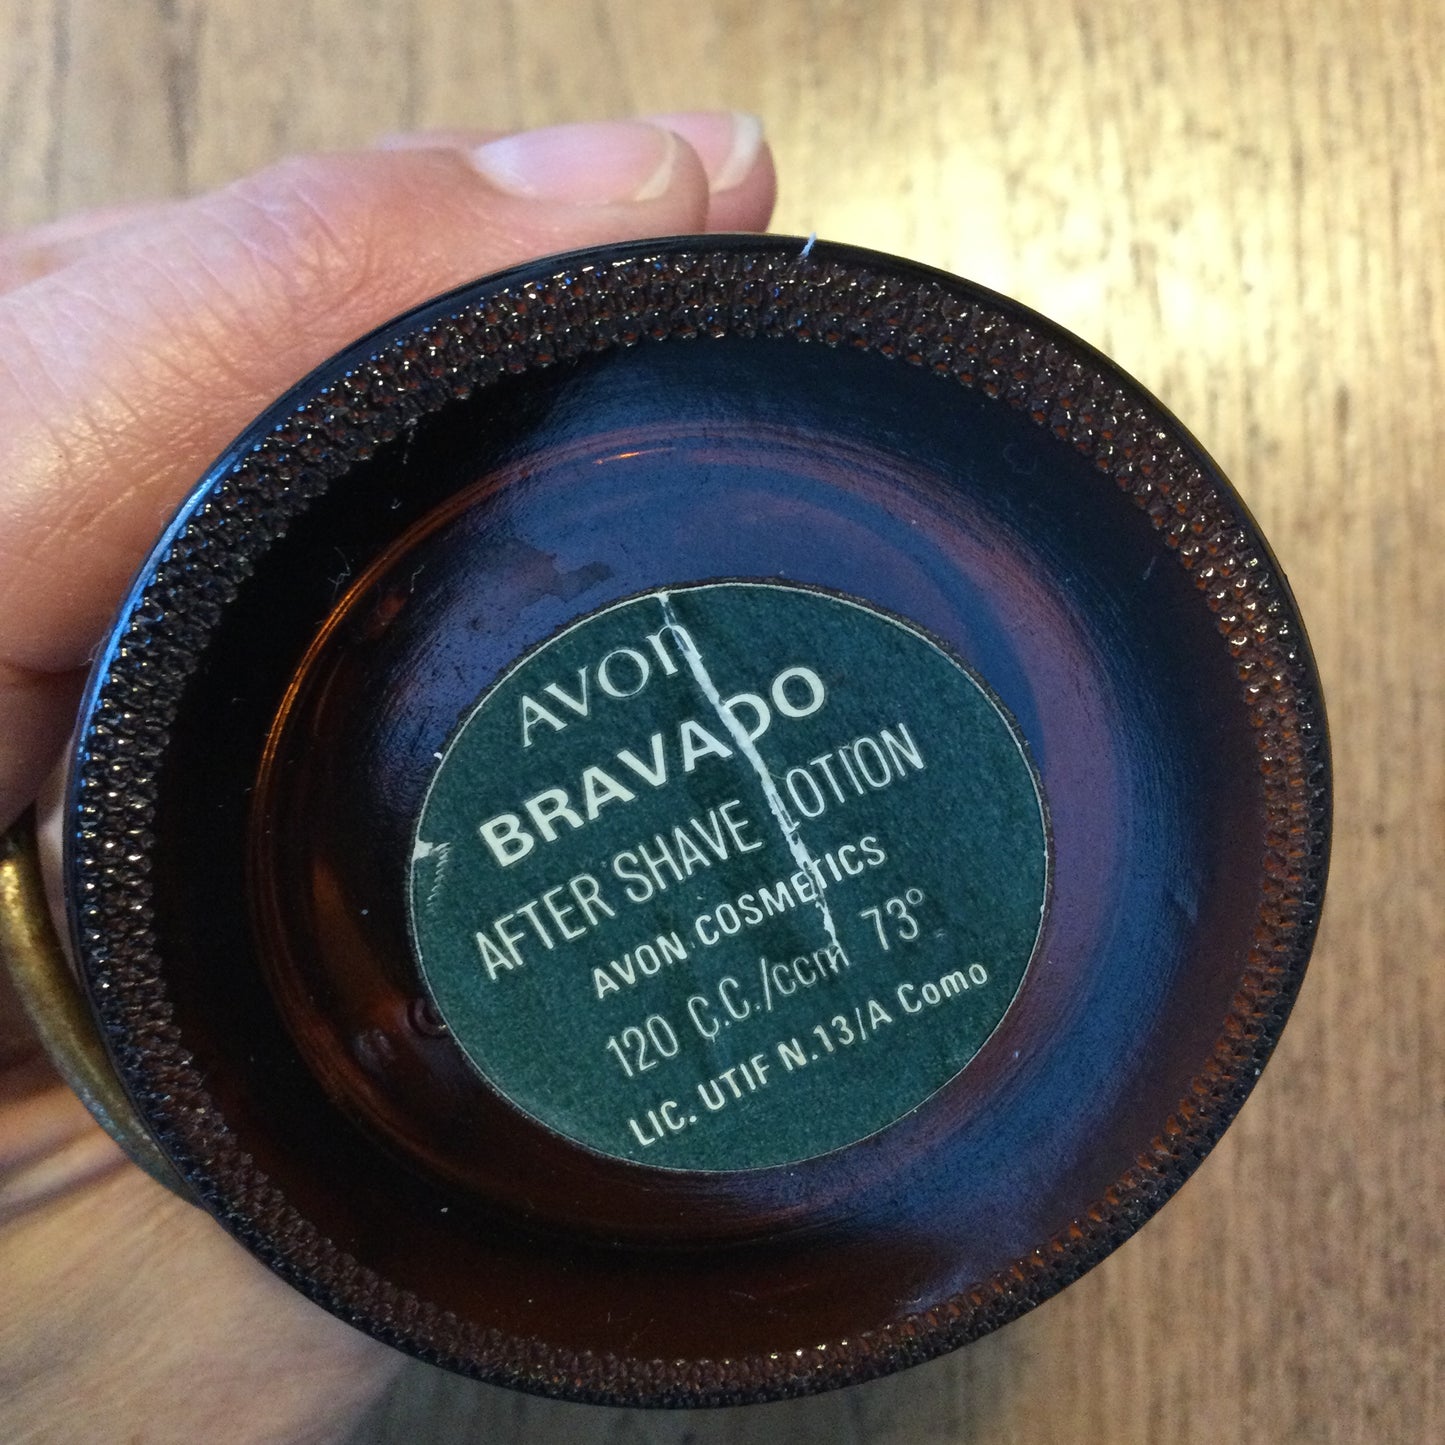 AVON
BRAVADO
AFTER SHAVE LOTION
AVON COSMETICS
120 C.C./ccm 73°
LIC. UTIF N.13/A Como